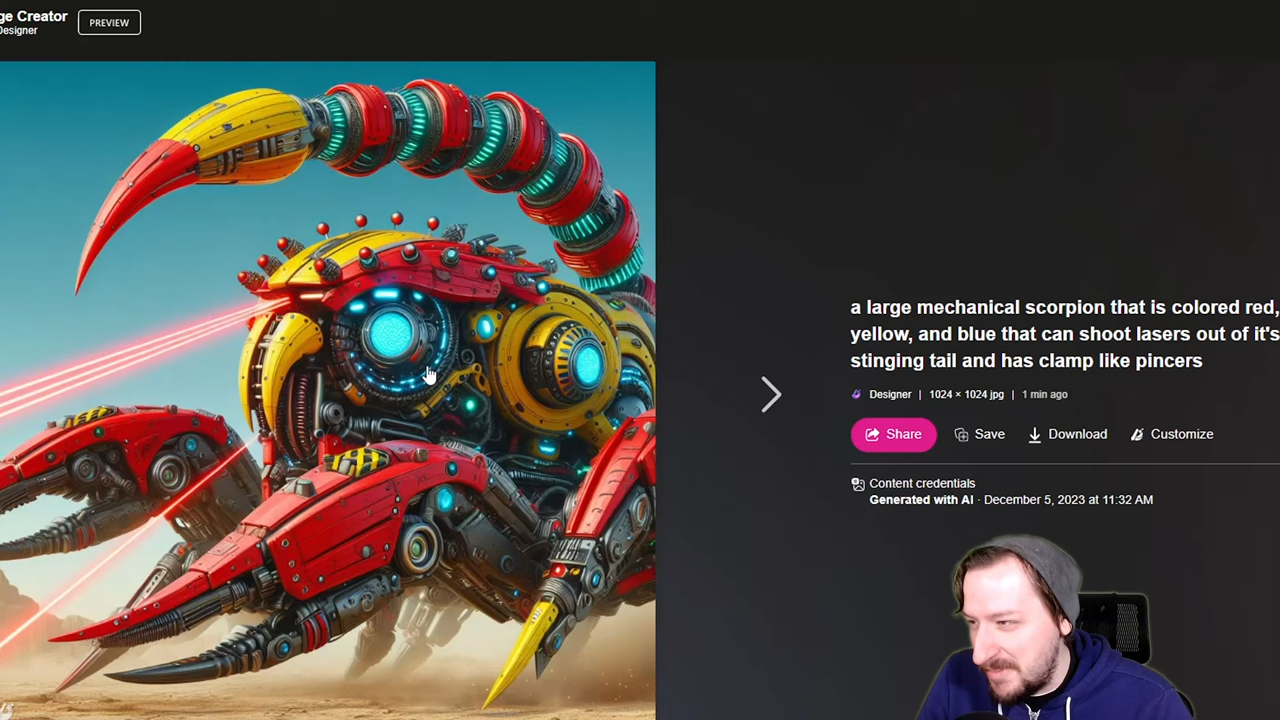 ge Creator
Designer
PREVIEW
a large mechanical scorpion that is colored red,
yellow, and blue that can shoot lasers out of it's
stinging tail and has clamp like pincers
Designer | 1024 × 1024 jpg | 1 min ago
Share Save Download Customize
Content credentials
Generated with AI · December 5, 2023 at 11:32 AM